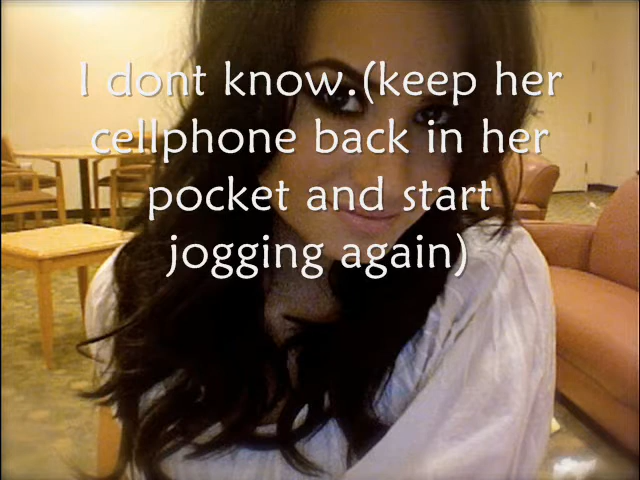 I dont know.(keep her
cellphone back in her
pocket and start
jogging again)